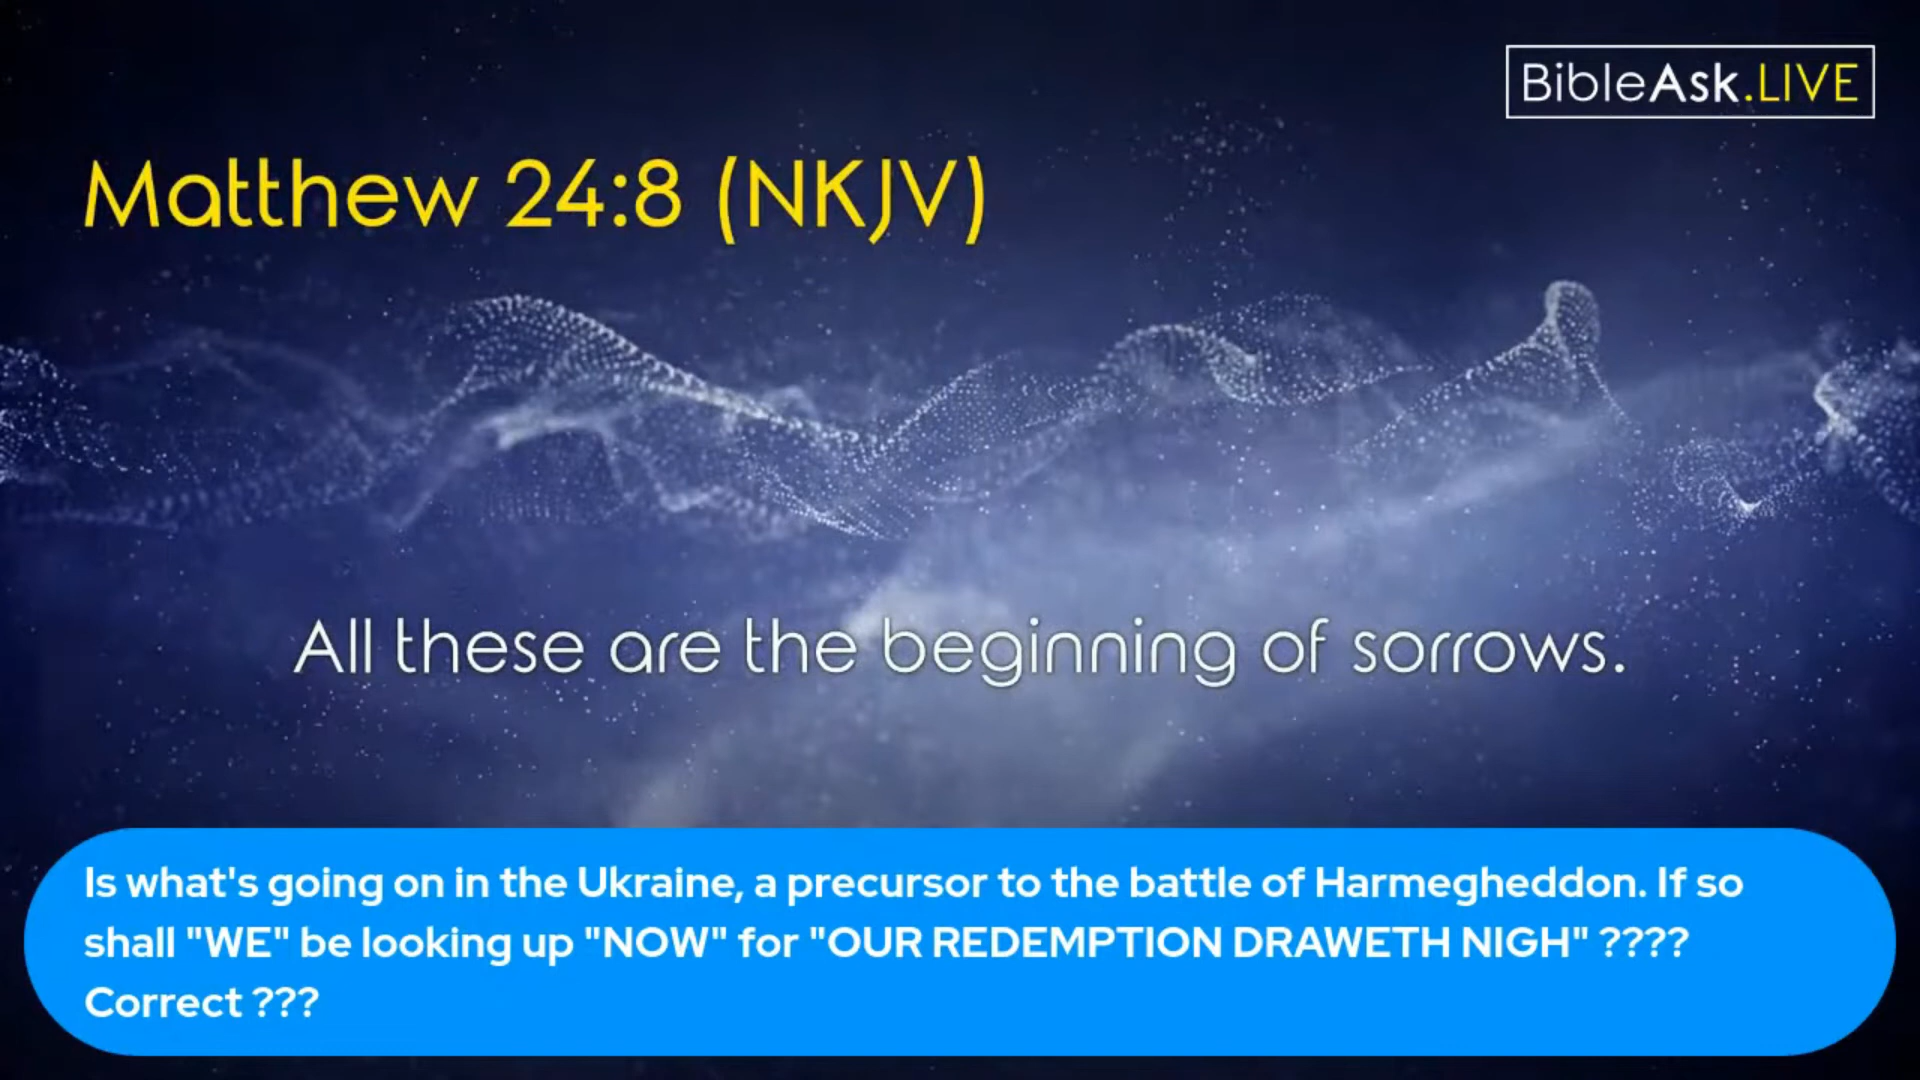 BibleAsk.LIVE
Matthew 24:8 (NKJV)
All these are the beginning of sorrows.
Is what's going on in the Ukraine, a precursor to the battle of Harmegheddon. If so
shall "WE" be looking up "NOW" for "OUR REDEMPTION DRAWETH NIGH" ????
Correct ???